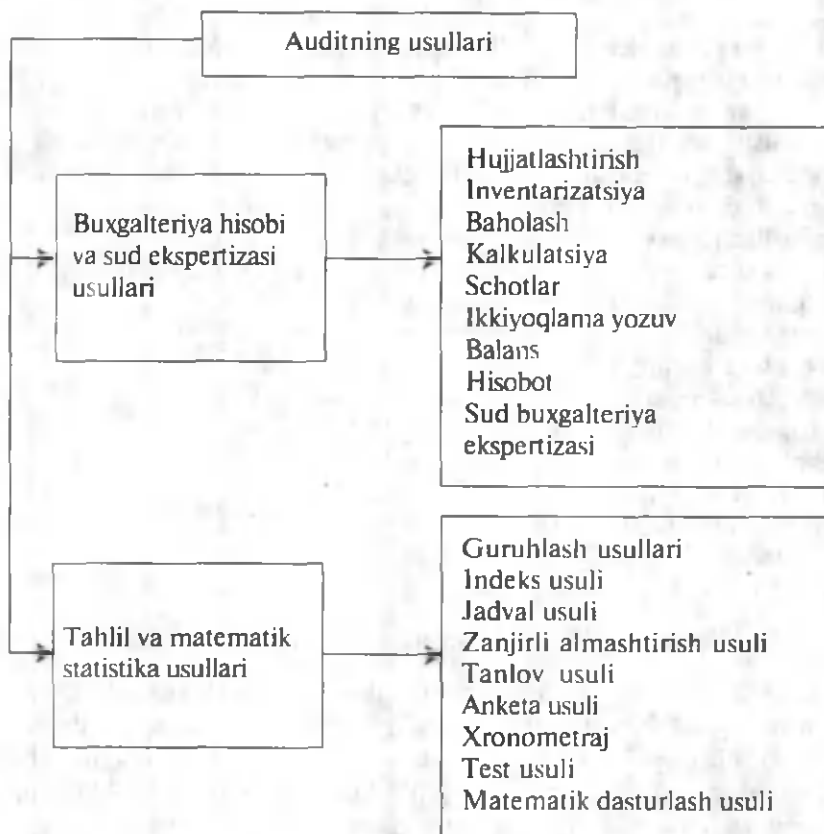 Auditning usullari
Buxgalteriya hisobi
va sud ekspertizasi
usullari
Hujjatlashtirish
Inventarizatsiya
Baholash
Kalkulatsiya
Schotlar
Ikkiyoqlama yozuv
Balans
Hisobot
Sud buxgalteriya
ekspertizasi
Tahlil va matematik
statistika usullari
Guruhlash usullari
Indeks usuli
Jadval usuli
Zanjirli almashtirish usuli
Tanlov usuli
Anketa usuli
Xronometraj
Test usuli
Matematik dasturlash usuli